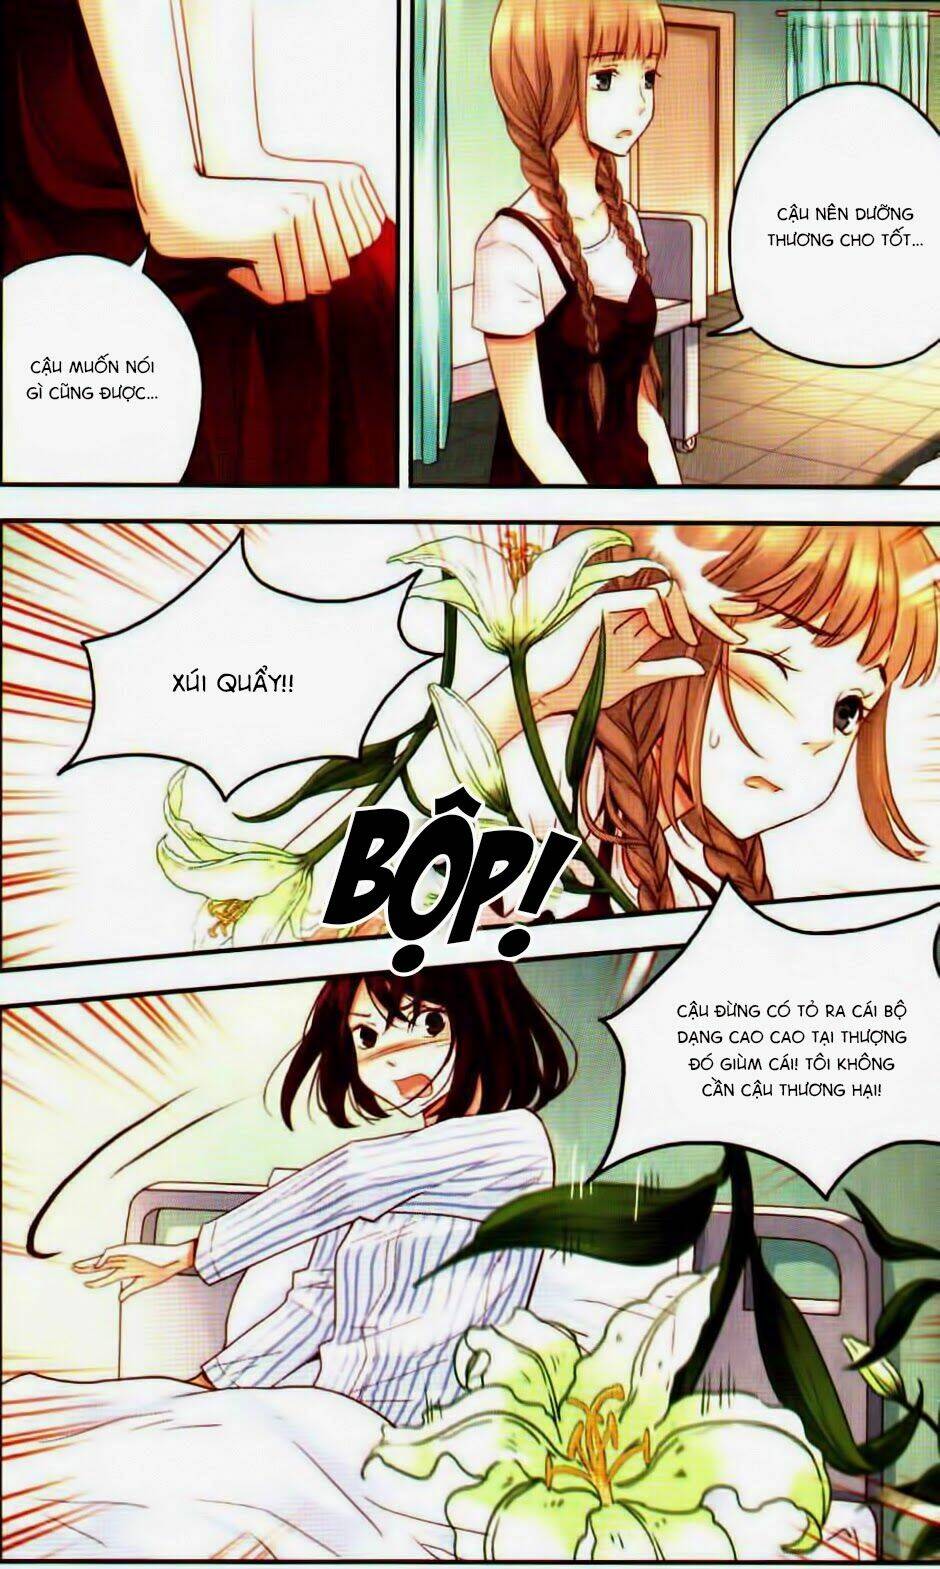 CẬU MUỐN NÓI
GÌ CŨNG ĐƯỢC...
CẬU NÊN DƯỠNG
THƯƠNG CHO TỐT...
XÚI QUẨY!!
BỘP!
CẬU ĐỪNG CÓ TỎ RA CÁI BỘ
DẠNG CAO CAO TẠI THƯỢNG
ĐÓ GIÙM CÁI! TÔI KHÔNG
CẦN CẬU THƯƠNG HẠI!